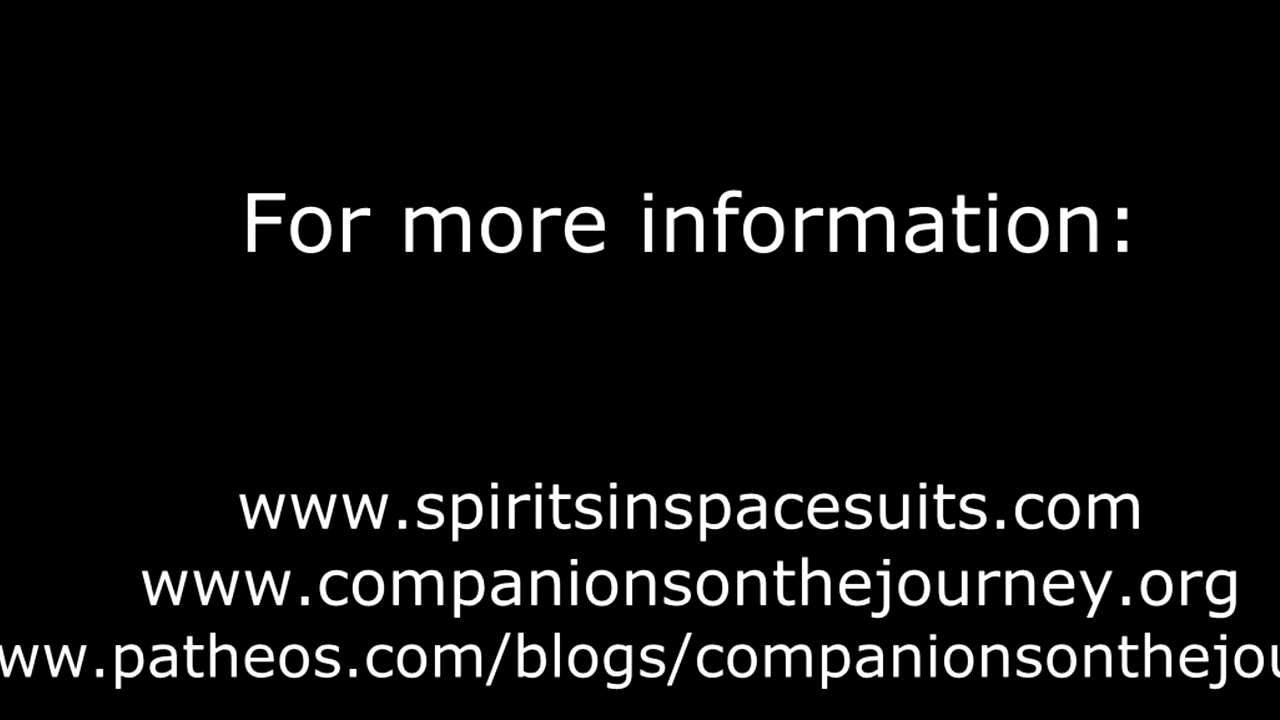 For more information:
www.spiritsinspacesuits.com
www.companionsonthejourney.org
ww.patheos.com/blogs/companionsonthejou